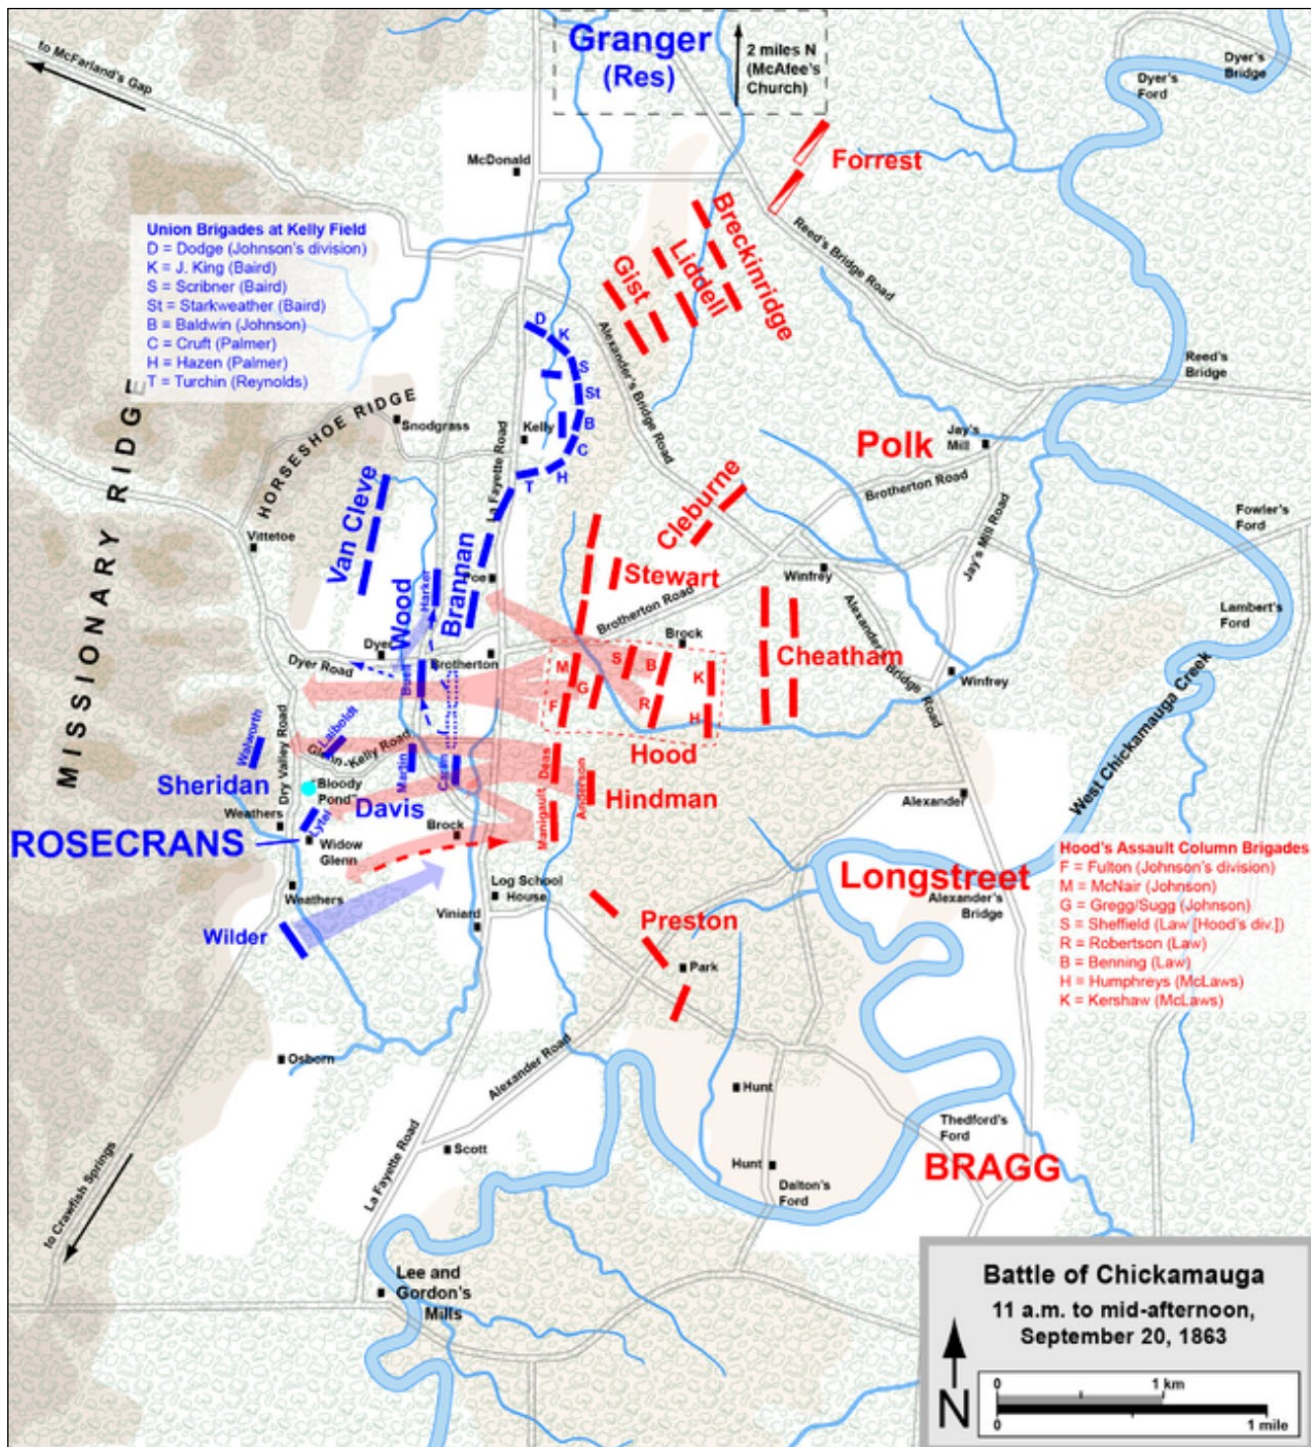 to McFarland's Gap
Granger
(Res)
2 miles N
(McAfee's
Church)
Dyer's
Bridge
Dyer's
Ford
McDonald
Forrest
Breckinridge
Liddell
Gist
Reed's Bridge Road
Union Brigades at Kelly Field
D = Dodge (Johnson's division)
K = J. King (Baird)
S = Scribner (Baird)
St = Starkweather (Baird)
B = Baldwin (Johnson)
C = Cruft (Palmer)
H = Hazen (Palmer)
T = Turchin (Reynolds)
D
K
S
St
B
C
H
T
Alexander's Bridge Road
Reed's
Bridge
MISSIONARY RIDGE
HORSESHOE RIDGE
Snodgrass
Kelly
La Fayette Road
Polk
Jay's
Mill
Brotherton Road
Jay's Mill Road
Fowler's
Ford
Van Cleve
Vittetoe
Cleburne
Stewart
Winfrey
Brannan
Wood
Harker
oe
Brotherton Road
Lambert's
Ford
Brock
Cheatham
Alexander's Bridge Road
Winfrey
Dyer
Dyer Road
Brotherton
Buell
M
G
F
S
B
R
K
H
Hood
West Chickamauga Creek
Walworth
Laiboldt
Glenn-Kelly Road
Dry Valley Road
Sheridan
"Bloody
Pond"
Martin
Carlin
Davis
Deas
Manigault
Anderson
Hindman
Alexander
Weathers
Lytel
ROSECRANS
Widow
Glenn
Brock
Hood's Assault Column Brigades
F = Fulton (Johnson's division)
M = McNair (Johnson)
G = Gregg/Sugg (Johnson)
S = Sheffield (Law [Hood's div.])
R = Robertson (Law)
B = Benning (Law)
H = Humphreys (McLaws)
K = Kershaw (McLaws)
Longstreet
Alexander's
Bridge
Weathers
Log School
House
Viniard
Wilder
Preston
Park
Osborn
Alexander Road
Hunt
Thedford's
Ford
BRAGG
Scott
Hunt
Dalton's
Ford
La Fayette Road
to Crawfish Springs
Lee and
Gordon's
Mills
Battle of Chickamauga
11 a.m. to mid-afternoon,
September 20, 1863
N
0
1 km
0
1 mile